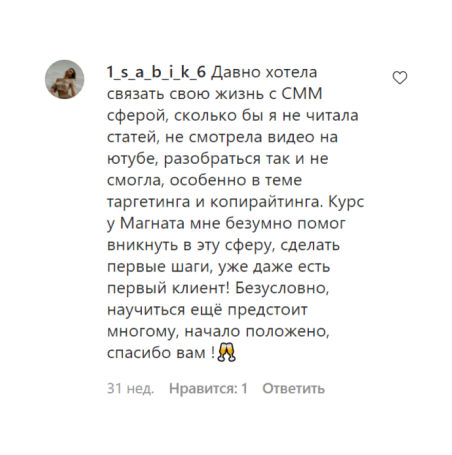 1_s_a_b_i_k_6 Давно хотела
связать свою жизнь с СММ
сферой, сколько бы я не читала
статей, не смотрела видео на
ютубе, разобраться так и не
смогла, особенно в теме
таргетинга и копирайтинга. Курс
у Магната мне безумно помог
вникнуть в эту сферу, сделать
первые шаги, уже даже есть
первый клиент! Безусловно,
научиться ещё предстоит
многому, начало положено,
спасибо вам !🥂
31 нед. Нравится: 1 Ответить